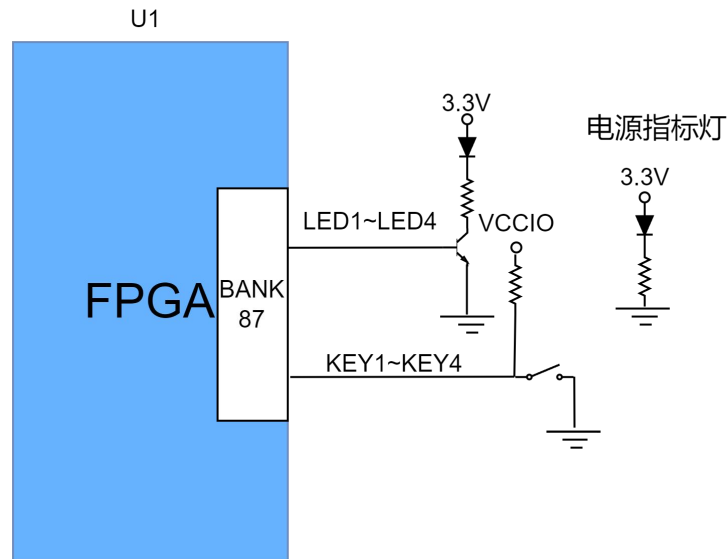 U1
3.3V
电源指标灯
3.3V
LED1~LED4
VCCIO
FPGA
BANK
87
KEY1~KEY4